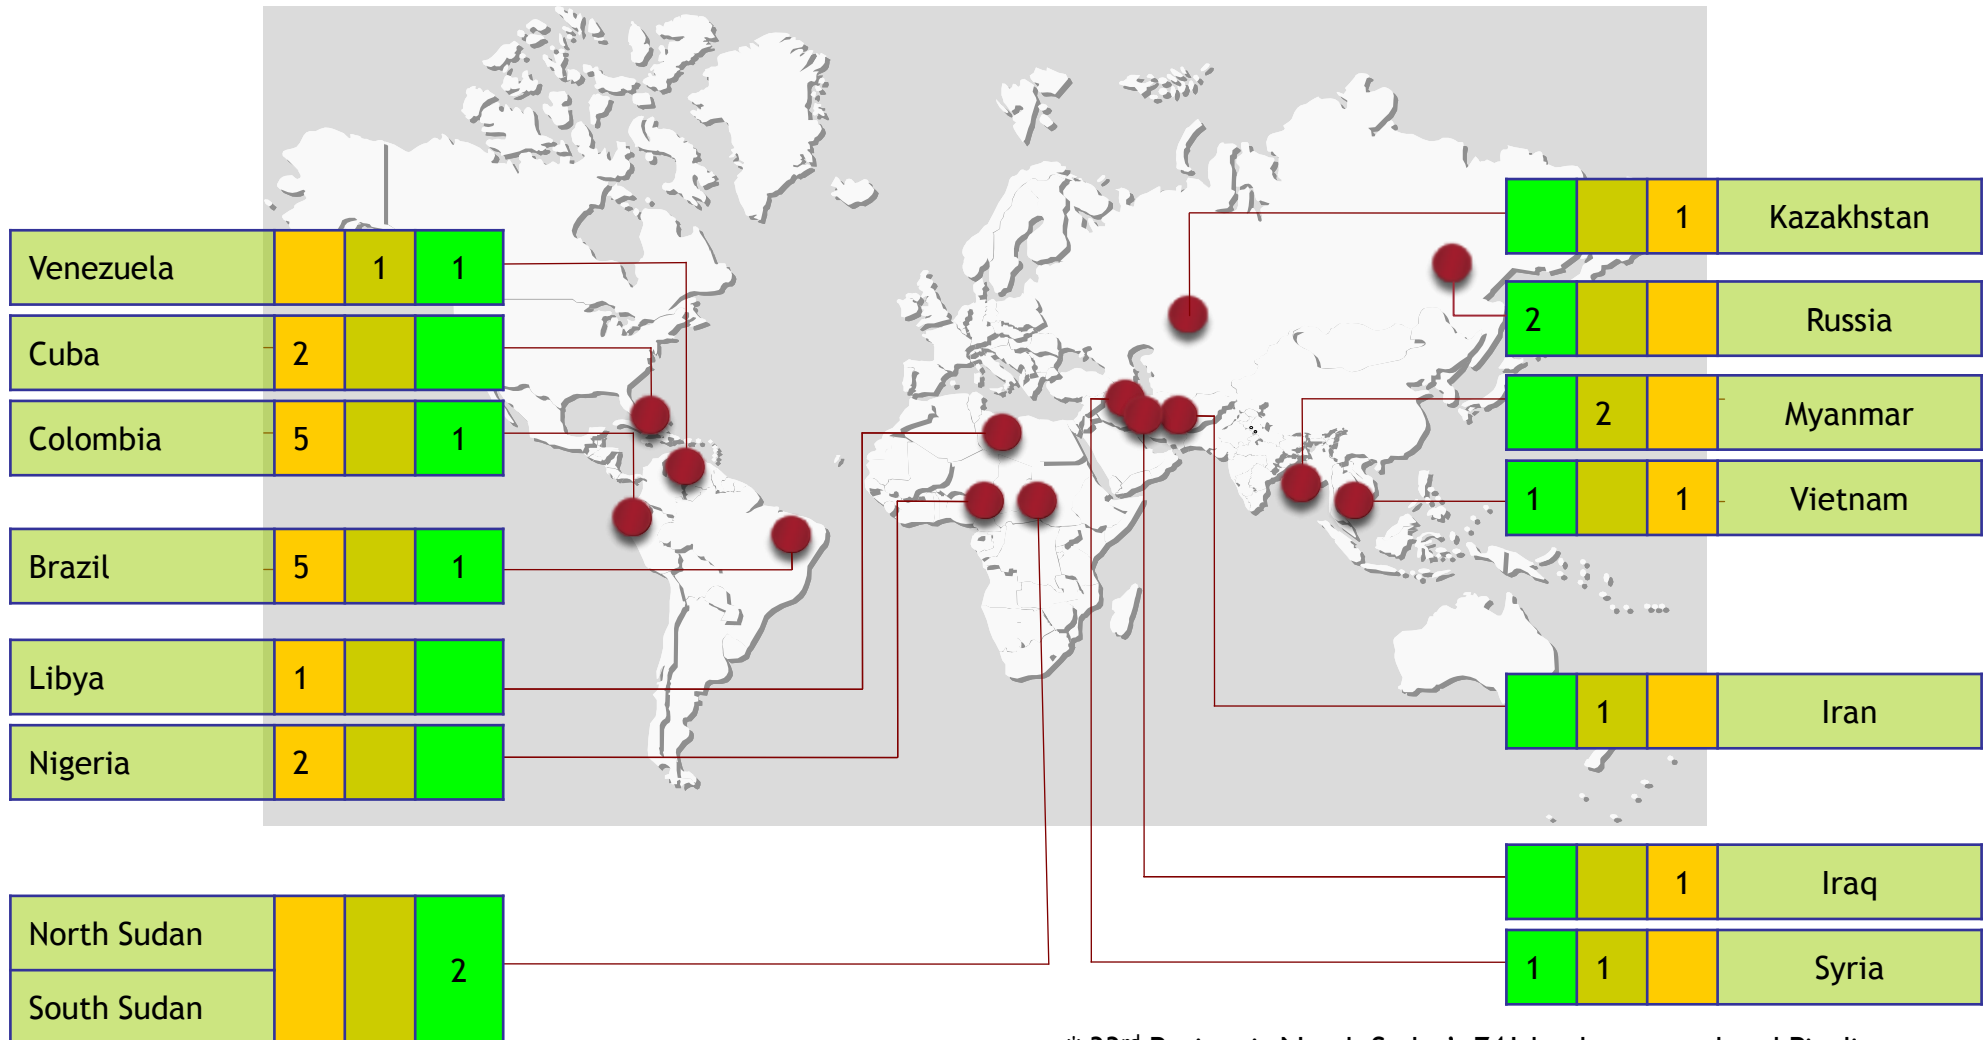 Venezuela 1 1
Cuba 2
Colombia 5 1
Brazil 5 1
Libya 1
Nigeria 2
North Sudan
2
South Sudan
1 Kazakhstan
2 Russia
2 Myanmar
1 1 Vietnam
1 Iran
1 Iraq
1 1 Syria